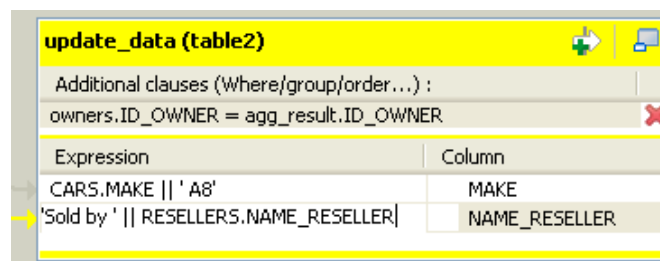 update_data (table2)
Additional clauses (Where/group/order...) :
owners.ID_OWNER = agg_result.ID_OWNER
Expression Column
CARS.MAKE || ' A8' MAKE
'Sold by ' || RESELLERS.NAME_RESELLER NAME_RESELLER